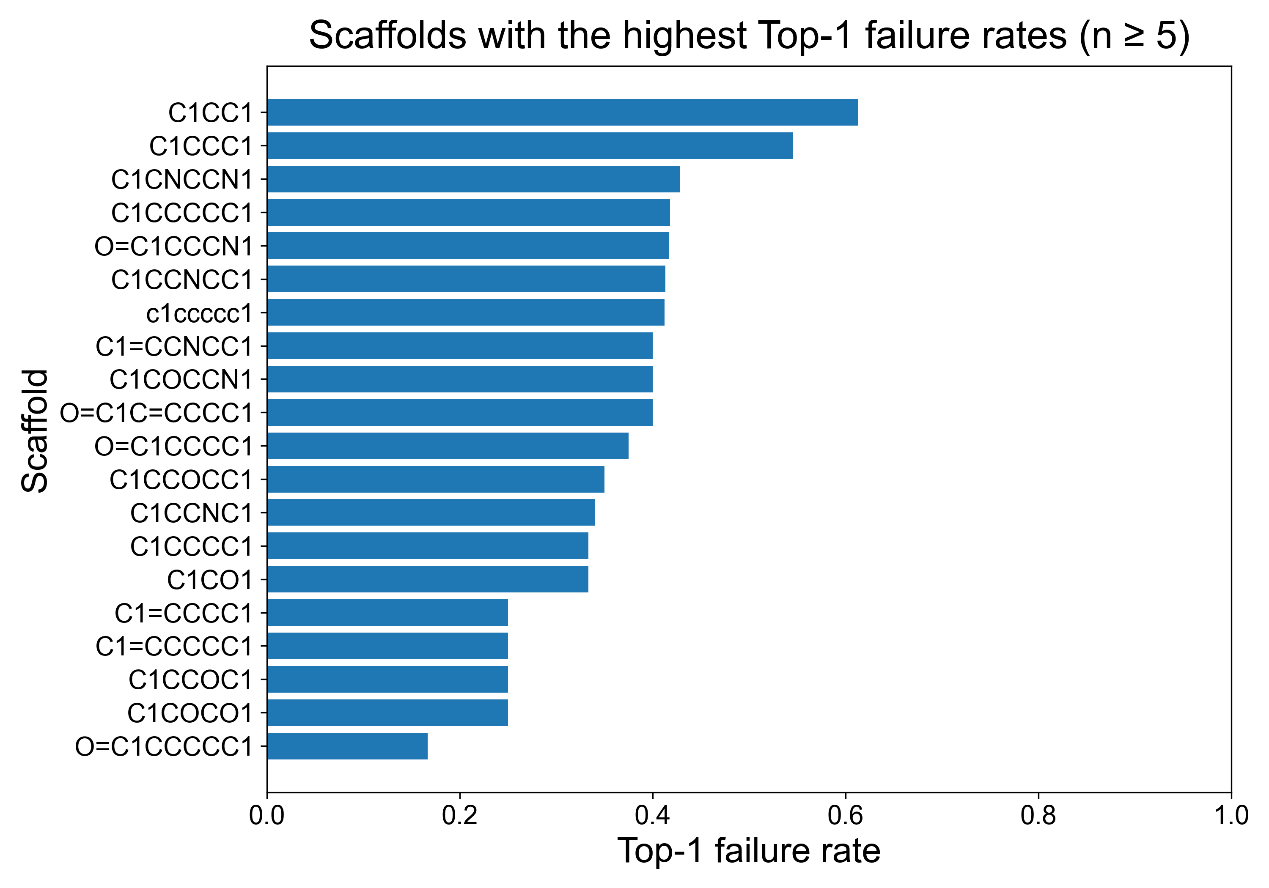 Scaffolds with the highest Top-1 failure rates (n ≥ 5)
C1CC1
C1CCC1
C1CNCCN1
C1CCCCC1
O=C1CCCN1
C1CCNCC1
c1ccccc1
C1=CCNCC1
C1COCCN1
O=C1C=CCCC1
O=C1CCCC1
C1CCOCC1
C1CCNC1
C1CCCC1
C1CO1
C1=CCCC1
C1=CCCCC1
C1CCOC1
C1COCO1
O=C1CCCCC1
Scaffold
0.0 0.2 0.4 0.6 0.8 1.0
Top-1 failure rate